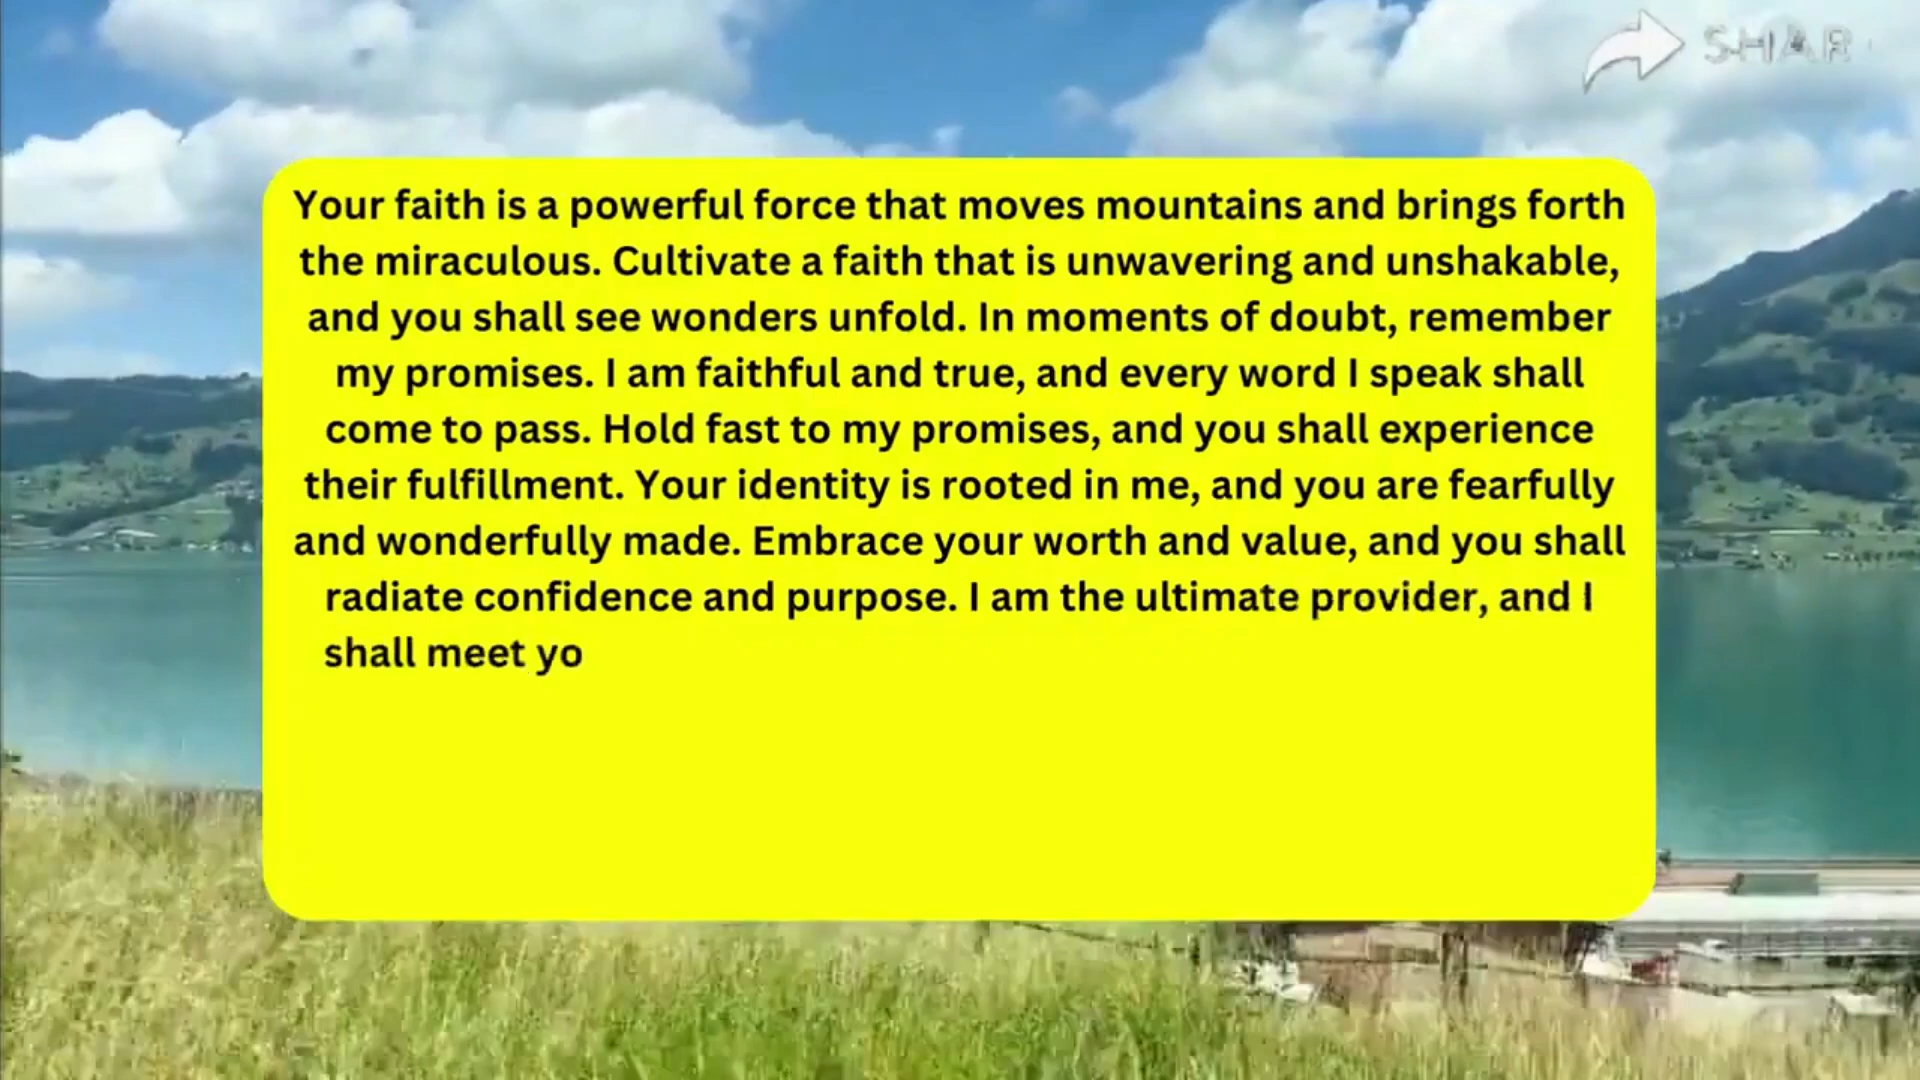 SHAR
Your faith is a powerful force that moves mountains and brings forth
the miraculous. Cultivate a faith that is unwavering and unshakable,
and you shall see wonders unfold. In moments of doubt, remember
my promises. I am faithful and true, and every word I speak shall
come to pass. Hold fast to my promises, and you shall experience
their fulfillment. Your identity is rooted in me, and you are fearfully
and wonderfully made. Embrace your worth and value, and you shall
radiate confidence and purpose. I am the ultimate provider, and I
shall meet yo